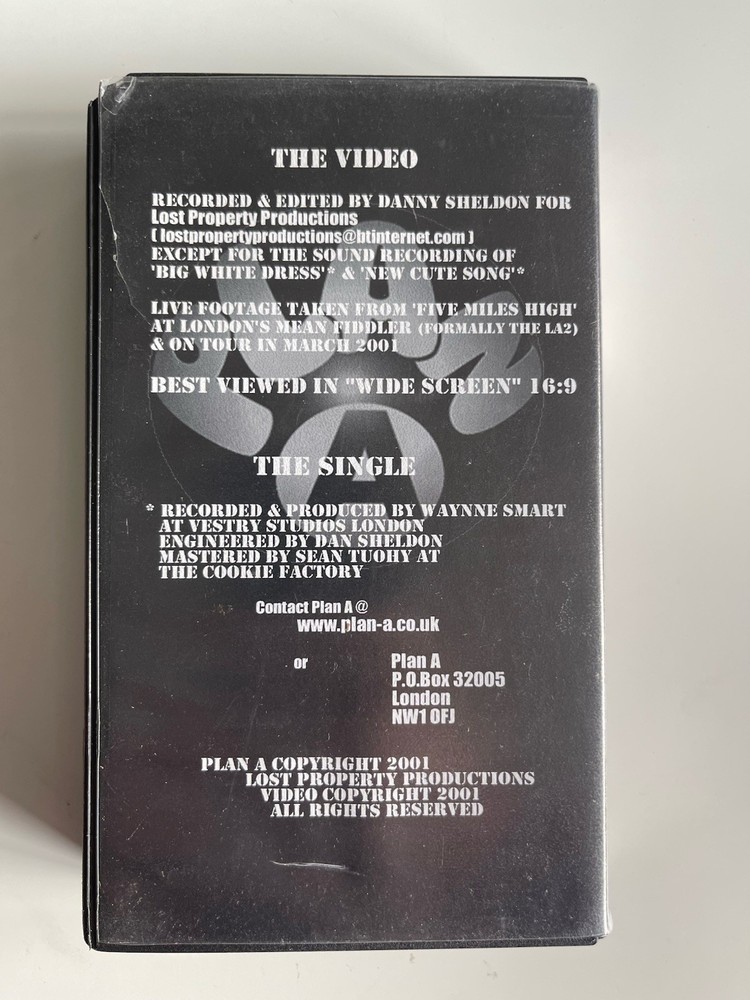 THE VIDEO
RECORDED & EDITED BY DANNY SHELDON FOR
Lost Property Productions
( lostpropertyproductions@btinternet.com )
EXCEPT FOR THE SOUND RECORDING OF
'BIG WHITE DRESS'* & 'NEW CUTE SONG'*
LIVE FOOTAGE TAKEN FROM 'FIVE MILES HIGH'
AT LONDON'S MEAN FIDDLER (FORMALLY THE LA2)
& ON TOUR IN MARCH 2001
BEST VIEWED IN "WIDE SCREEN" 16:9
PLAN
A
THE SINGLE
* RECORDED & PRODUCED BY WAYNNE SMART
AT VESTRY STUDIOS LONDON
ENGINEERED BY DAN SHELDON
MASTERED BY SEAN TUOHY AT
THE COOKIE FACTORY
Contact Plan A @
www.plan-a.co.uk
or Plan A
P.O.Box 32005
London
NW1 0FJ
PLAN A COPYRIGHT 2001
LOST PROPERTY PRODUCTIONS
VIDEO COPYRIGHT 2001
ALL RIGHTS RESERVED